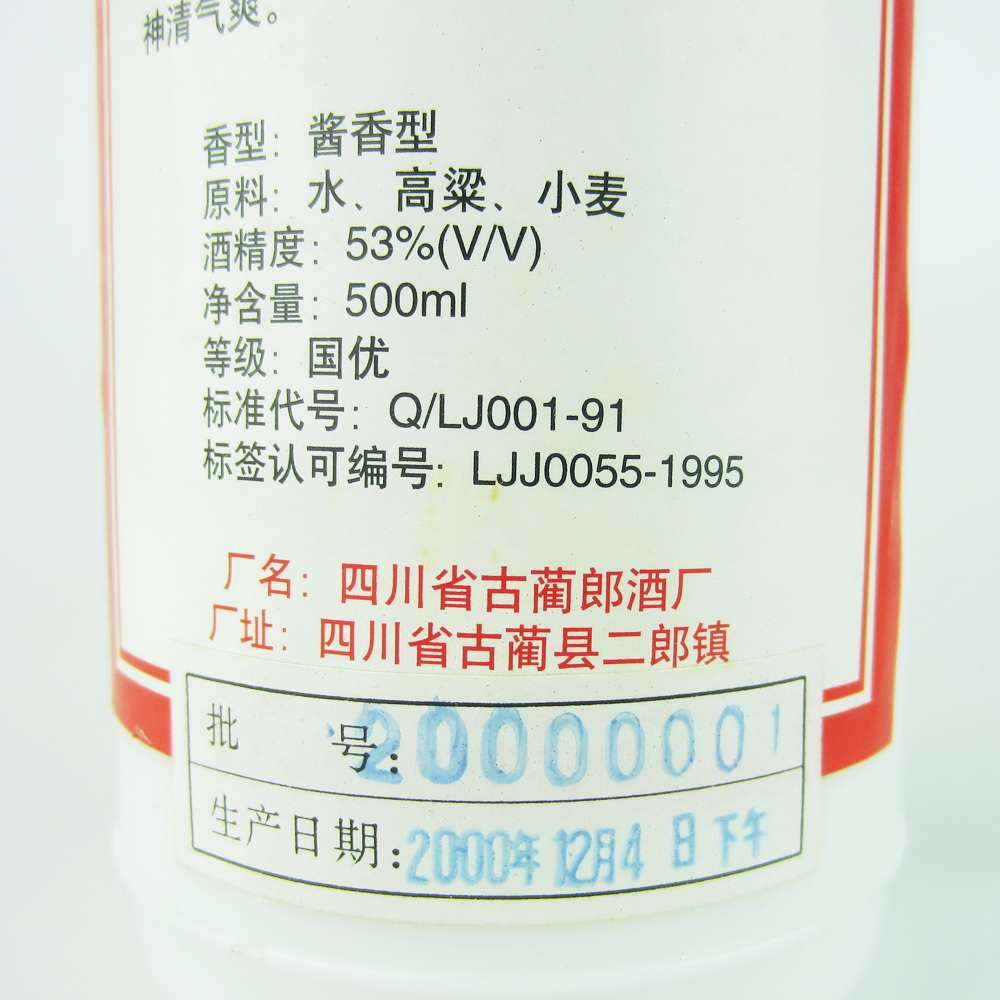 神清气爽。
香型：酱香型
原料：水、高粱、小麦
酒精度：53%(V/V)
净含量：500ml
等级：国优
标准代号：Q/LJ001-91
标签认可编号：LJJ0055-1995
厂名：四川省古蔺郎酒厂
厂址：四川省古蔺县二郎镇
批 号：20000001
生产日期：2000年12月4日下午